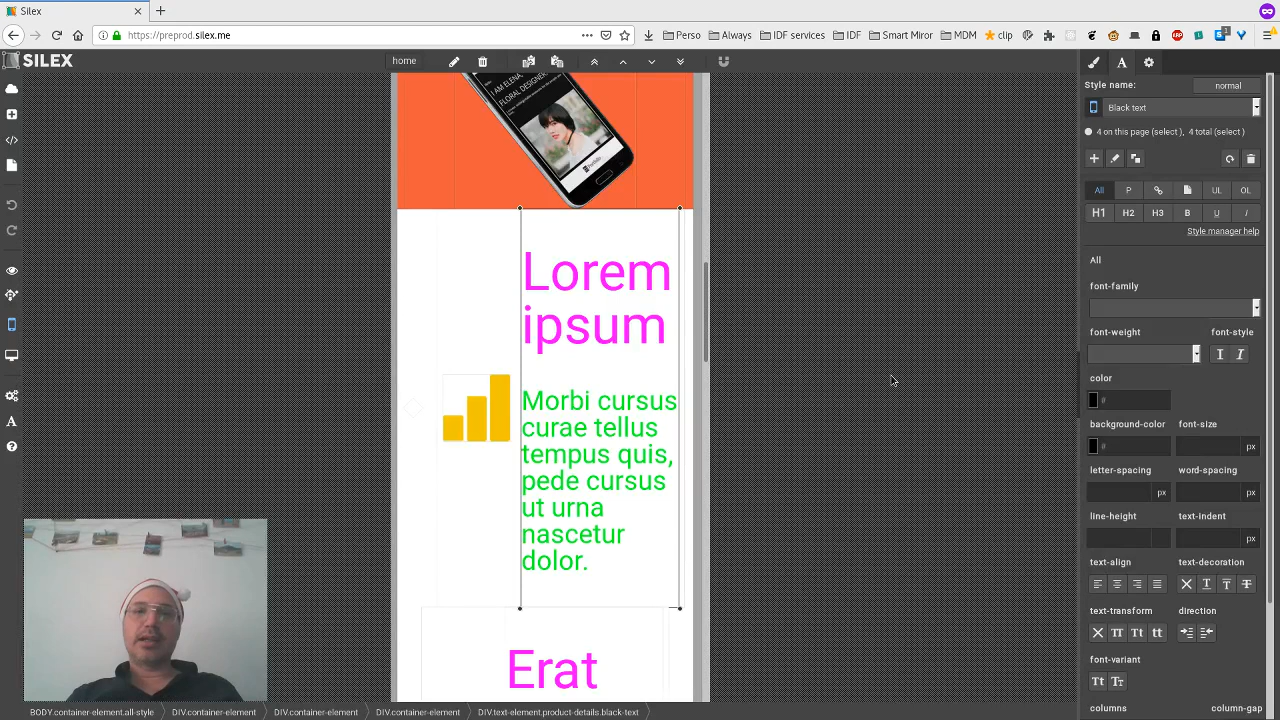 Silex
https://preprod.silex.me
Perso
Always
IDF services
IDF
Smart Miror
MDM
clip
SILEX
home
I AM ELENA,
FLORAL DESIGNER
Lorem
ipsum
Morbi cursus
curae tellus
tempus quis,
pede cursus
ut urna
nascetur
dolor.
Erat
Style name:
normal
Black text
4 on this page (select ), 4 total (select )
All
P
UL
OL
H1
H2
H3
B
U
I
Style manager help
All
font-family
font-weight
font-style
color
#
background-color
font-size
#
px
letter-spacing
word-spacing
px
px
line-height
text-indent
px
text-align
text-decoration
text-transform
direction
font-variant
columns
column-gap
BODY.container-element.all-style
DIV.container-element
DIV.container-element
DIV.container-element
DIV.text-element.product-details.black-text